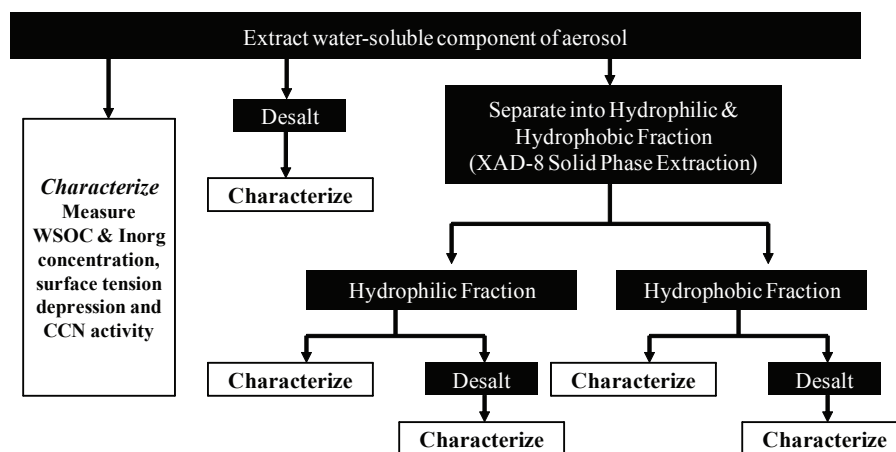 Extract water-soluble component of aerosol
Desalt
Characterize
Separate into Hydrophilic &
Hydrophobic Fraction
(XAD-8 Solid Phase Extraction)
Characterize
Measure
WSOC & Inorg
concentration,
surface tension
depression and
CCN activity
Hydrophilic Fraction
Hydrophobic Fraction
Characterize
Desalt
Characterize
Desalt
Characterize
Characterize